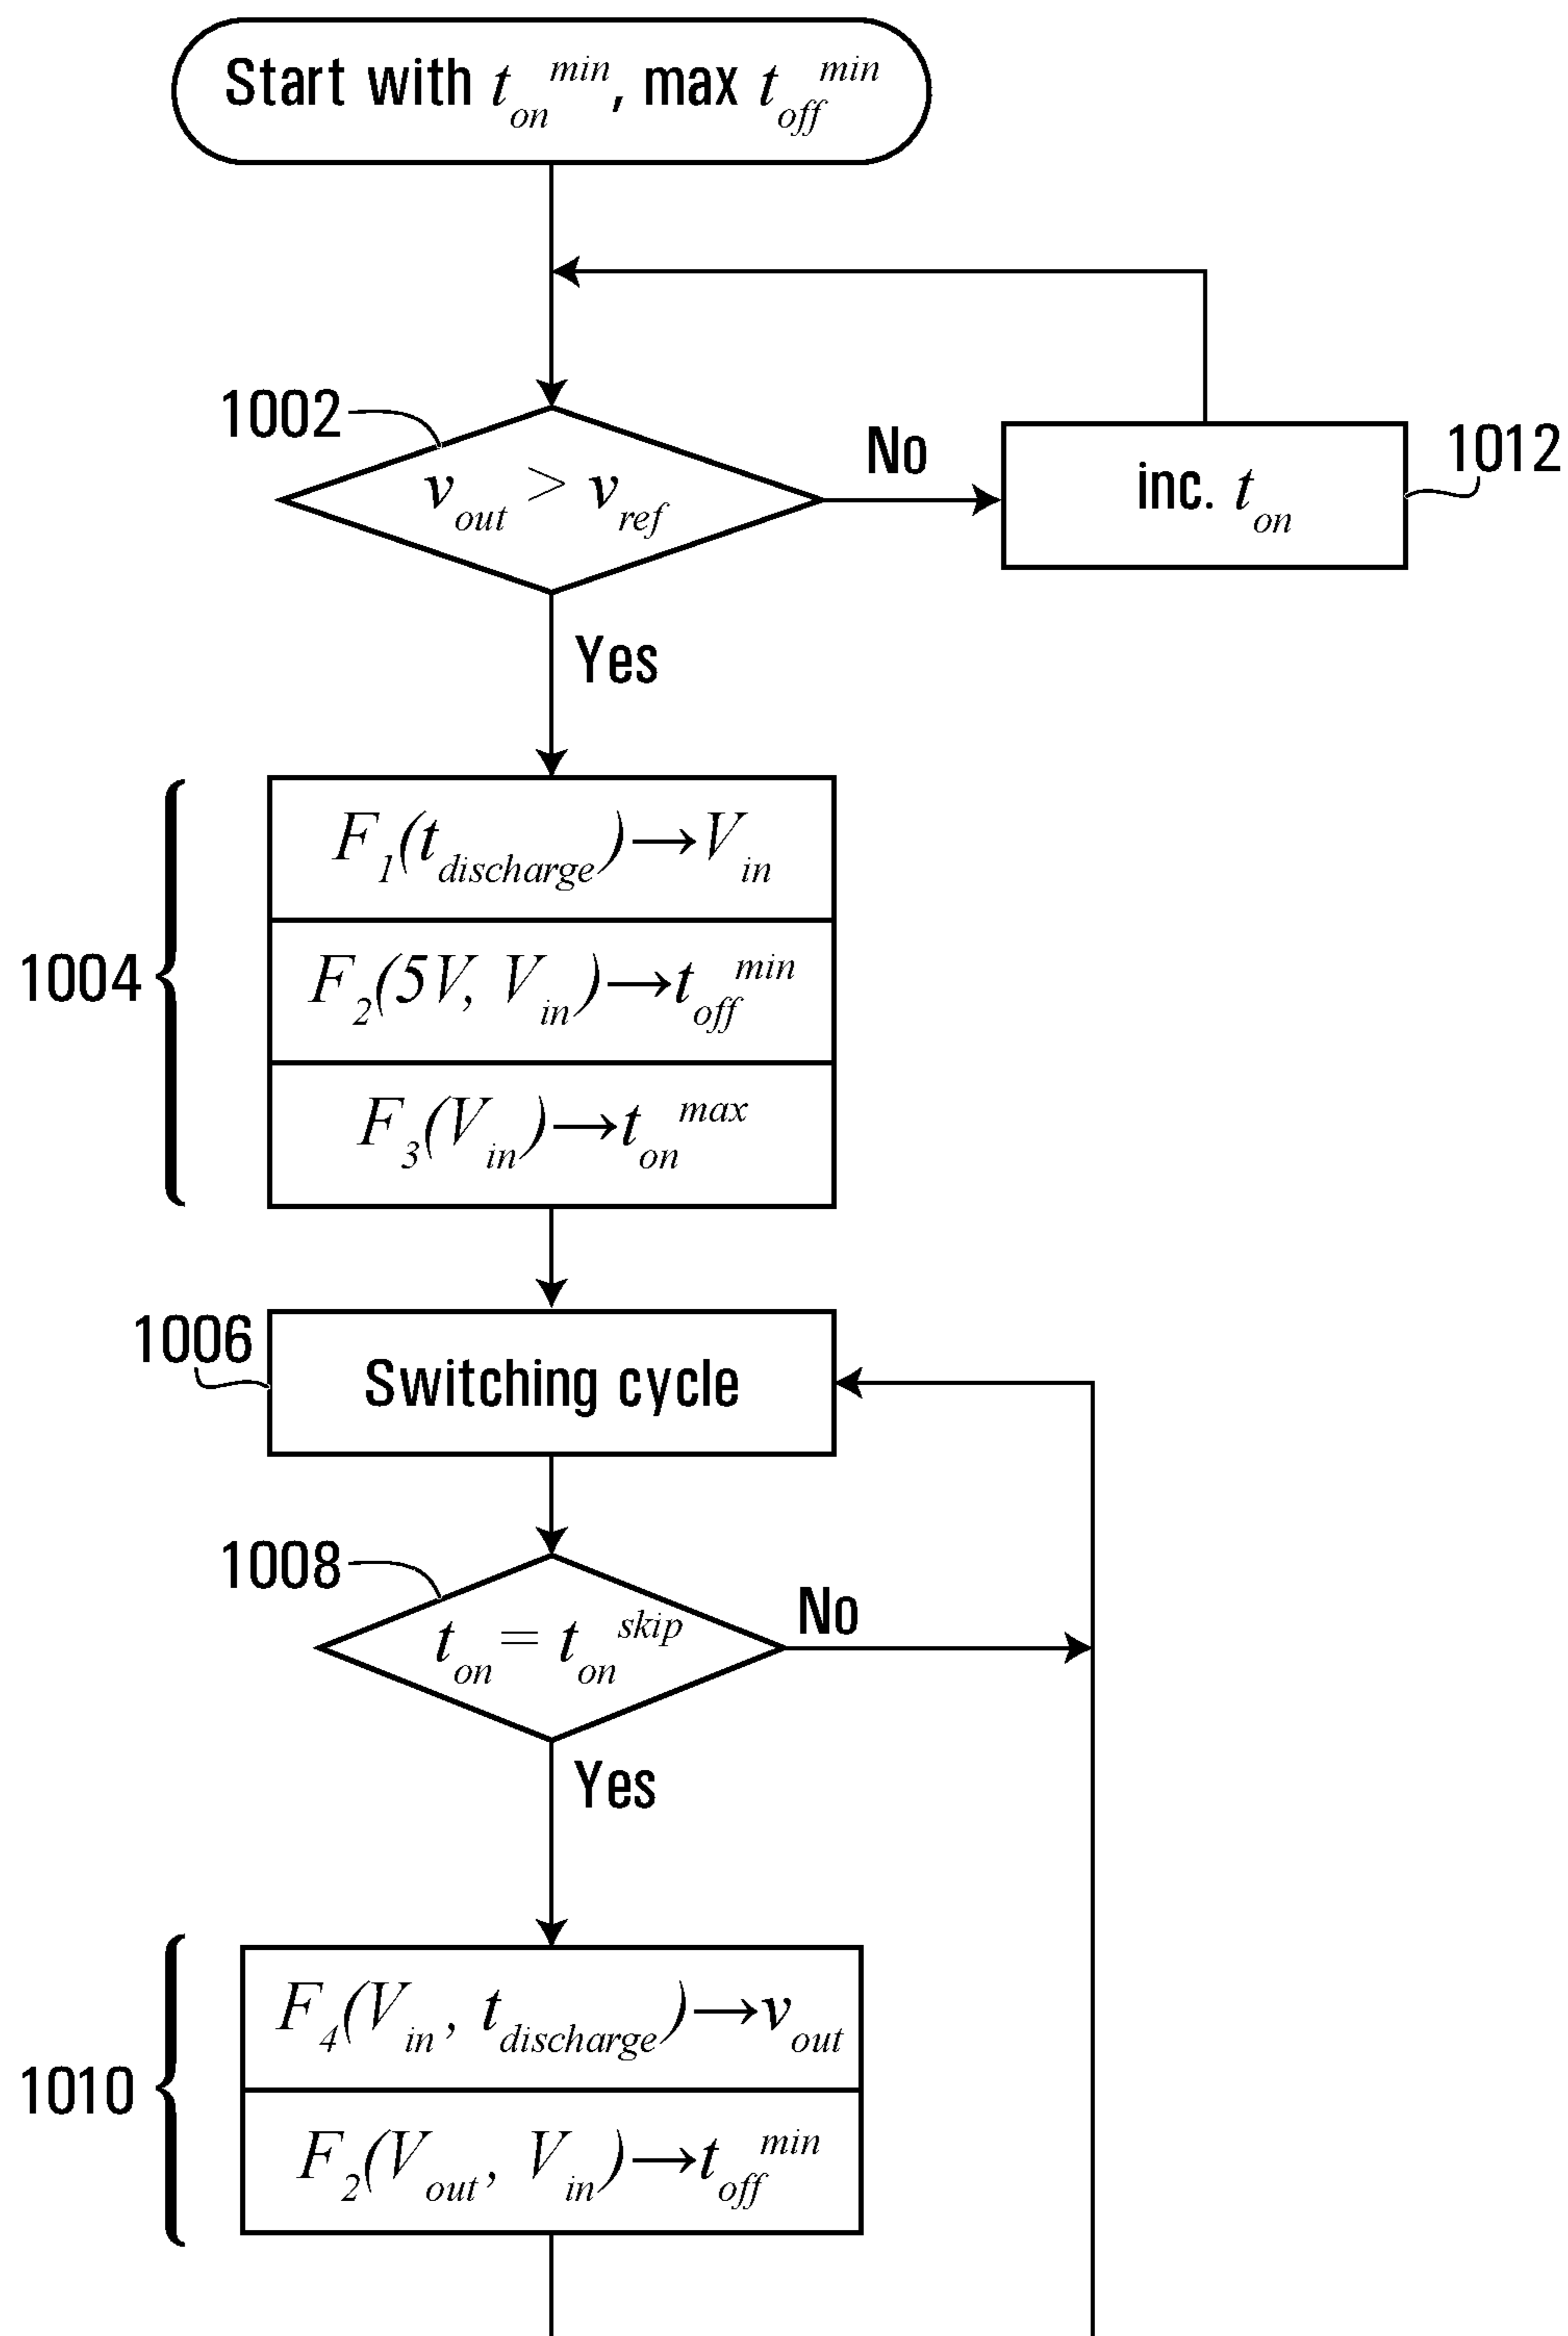 Start with t_on^min, max t_off^min
1002
v_out > v_ref
No
inc. t_on
1012
Yes
1004
F_1(t_discharge)→V_in
F_2(5V, V_in)→t_off^min
F_3(V_in)→t_on^max
1006
Switching cycle
1008
t_on = t_on^skip
No
Yes
1010
F_4(V_in, t_discharge)→v_out
F_2(V_out, V_in)→t_off^min